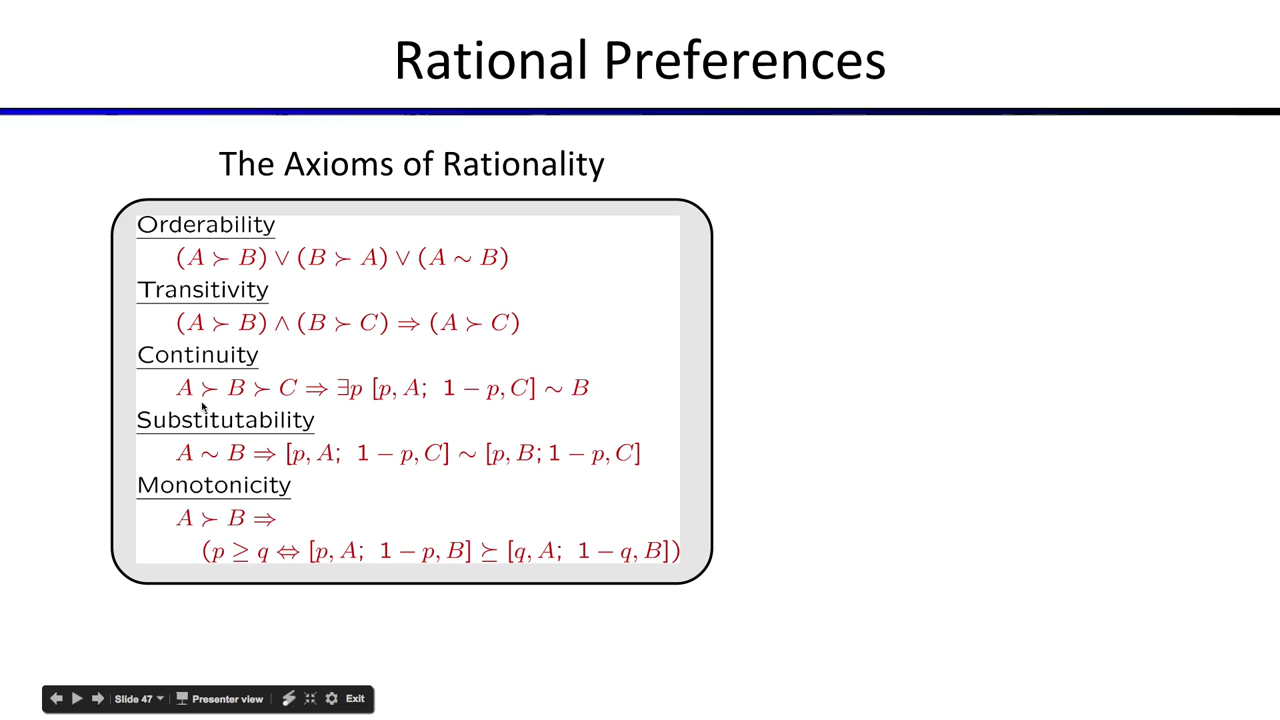 Rational Preferences
The Axioms of Rationality
Orderability
(A ≻ B) ∨ (B ≻ A) ∨ (A ∼ B)
Transitivity
(A ≻ B) ∧ (B ≻ C) ⇒ (A ≻ C)
Continuity
A ≻ B ≻ C ⇒ ∃p [p, A; 1 − p, C] ∼ B
Substitutability
A ∼ B ⇒ [p, A; 1 − p, C] ∼ [p, B; 1 − p, C]
Monotonicity
A ≻ B ⇒
(p ≥ q ⇔ [p, A; 1 − p, B] ⪰ [q, A; 1 − q, B])
Slide 47 Presenter view Exit